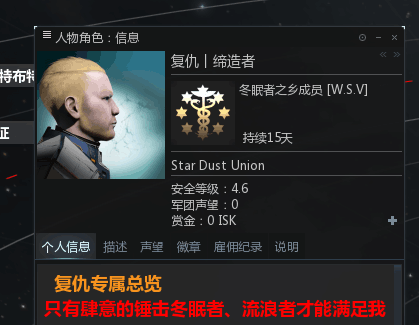 人物角色：信息
特布特
复仇丨缔造者
冬眠者之乡成员 [W.S.V]
证
持续15天
Star Dust Union
安全等级：4.6
军团声望：0
赏金：0 ISK
个人信息 描述 声望 徽章 雇佣纪录 说明
复仇专属总览
只有肆意的锤击冬眠者、流浪者才能满足我